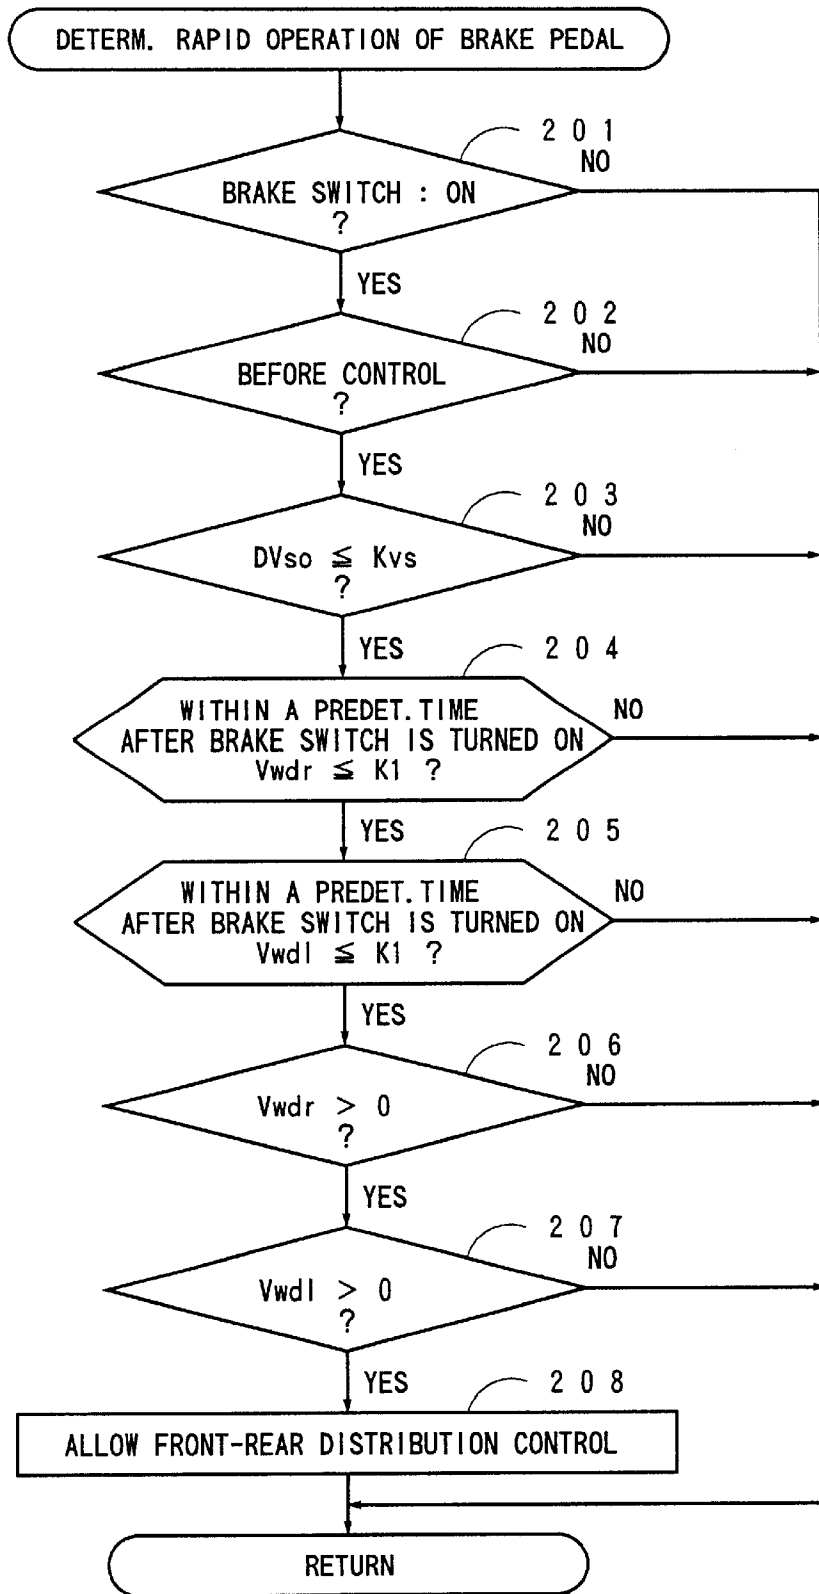 DETERM. RAPID OPERATION OF BRAKE PEDAL
201
NO
BRAKE SWITCH : ON
?
YES
202
NO
BEFORE CONTROL
?
YES
203
NO
DVso ≦ Kvs
?
YES
204
WITHIN A PREDET.TIME
NO
AFTER BRAKE SWITCH IS TURNED ON
Vwdr ≦ K1 ?
YES
205
WITHIN A PREDET.TIME
NO
AFTER BRAKE SWITCH IS TURNED ON
Vwdl ≦ K1 ?
YES
206
NO
Vwdr > 0
?
YES
207
NO
Vwdl > 0
?
YES
208
ALLOW FRONT-REAR DISTRIBUTION CONTROL
RETURN